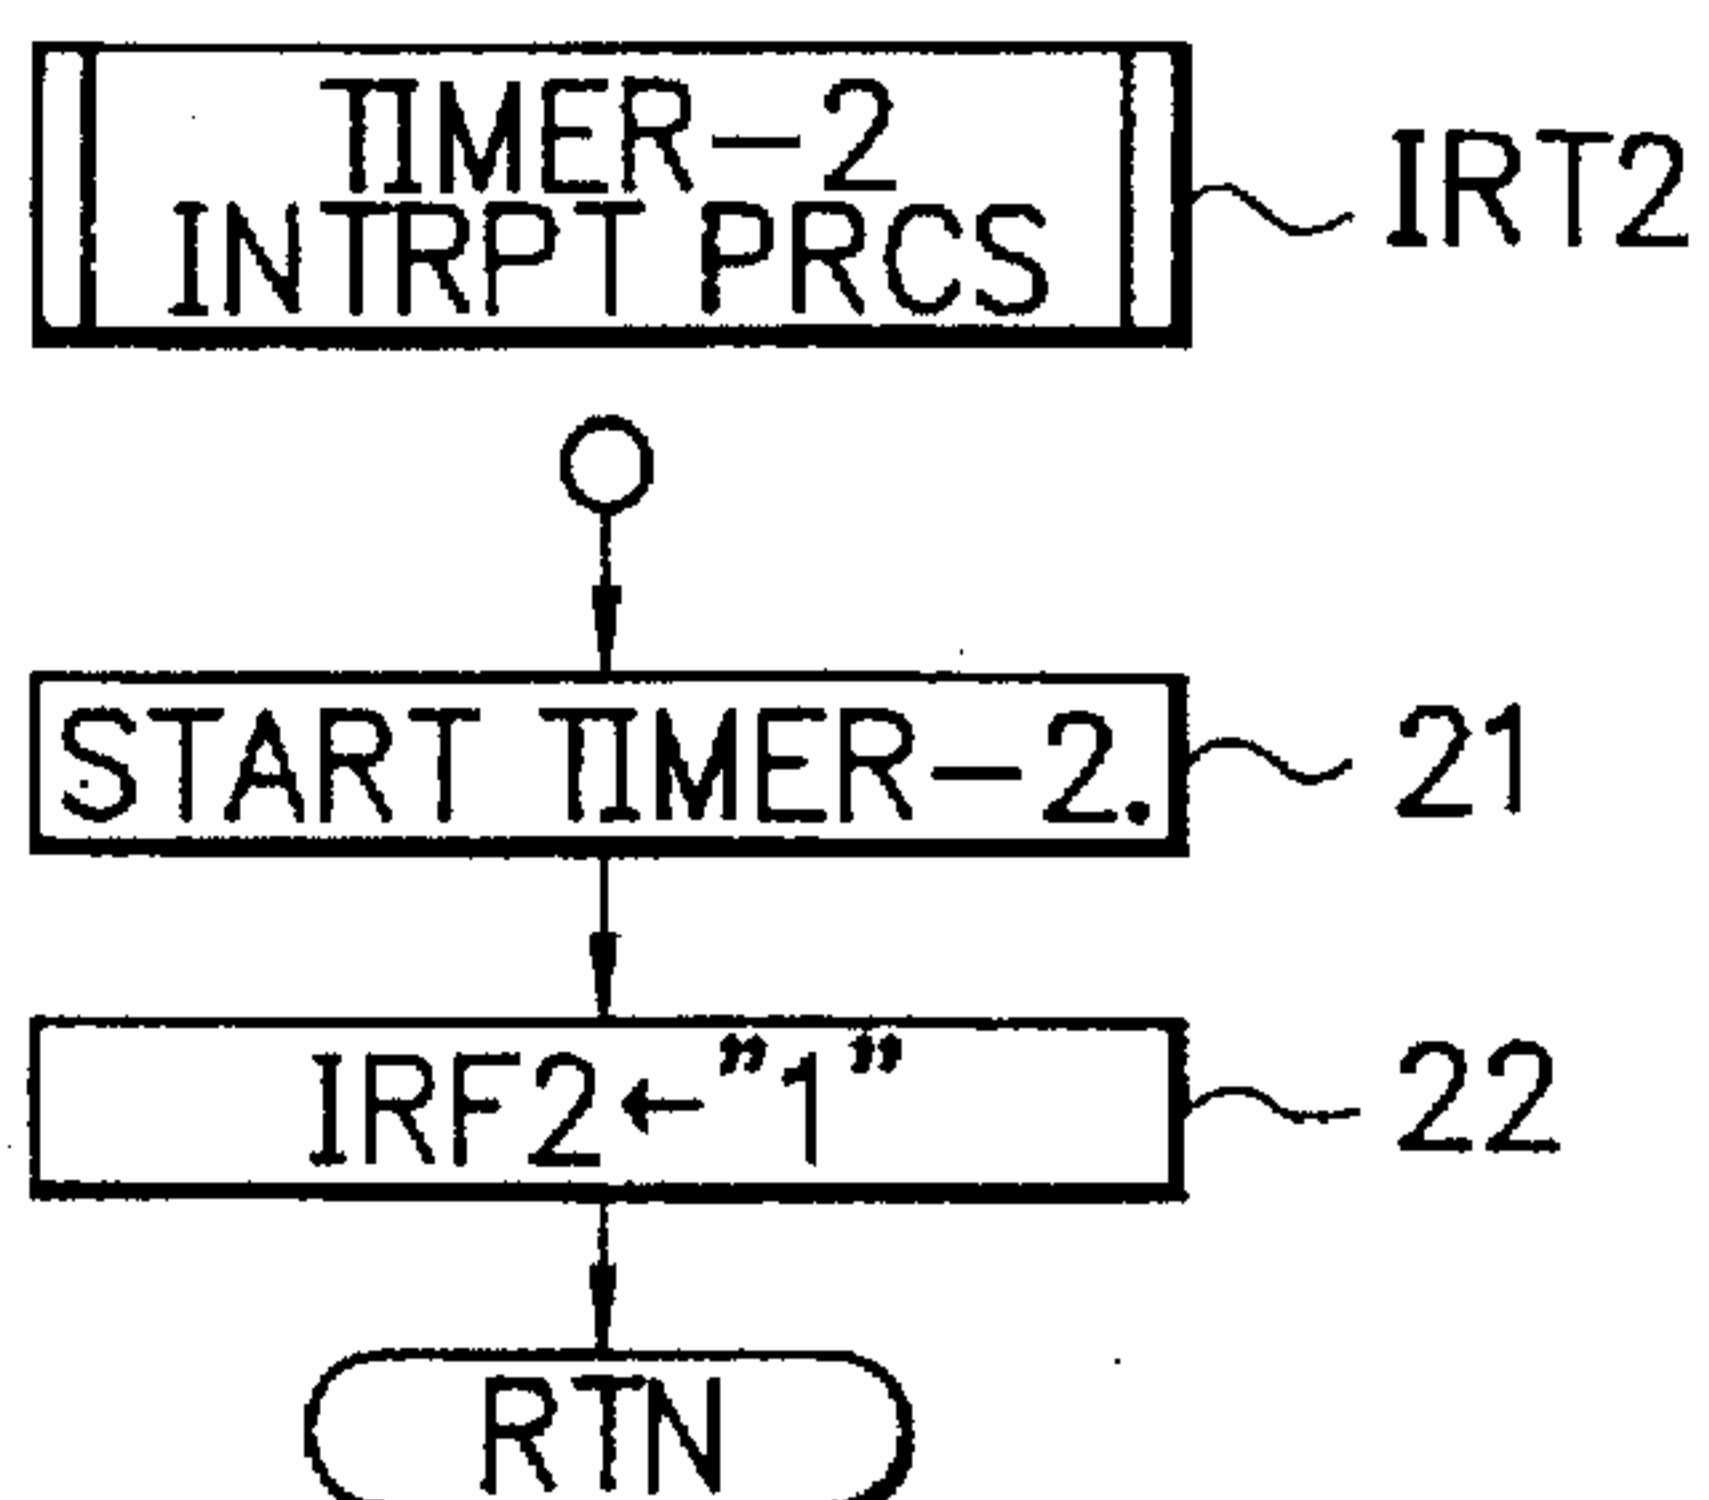 TIMER-2
INTRPT PRCS
IRT2
START TIMER-2.
21
IRF2←”1”
22
RTN